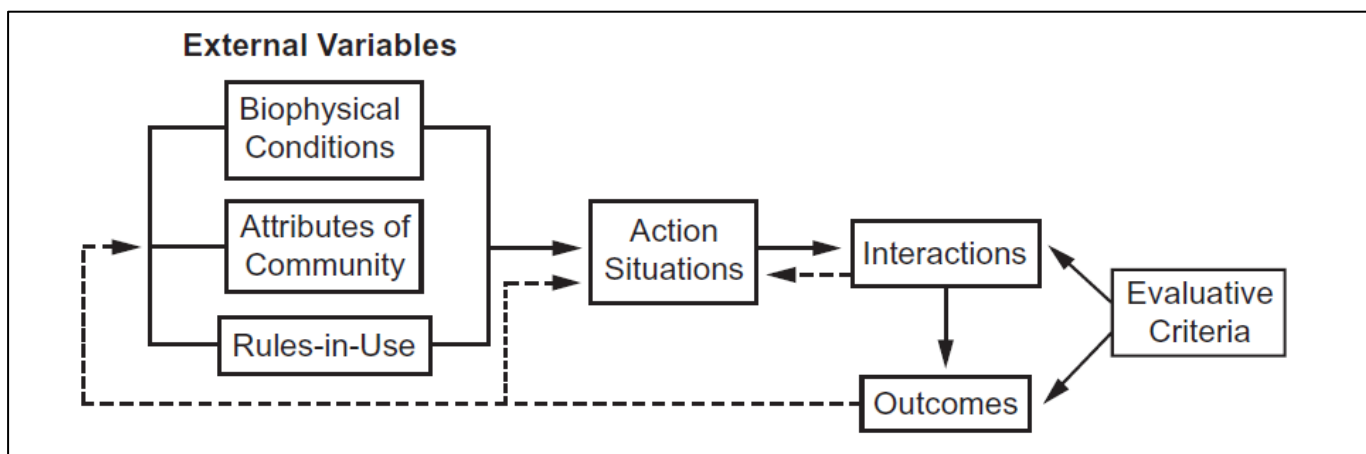 External Variables
Biophysical
Conditions
Attributes of
Community
Rules-in-Use
Action
Situations
Interactions
Outcomes
Evaluative
Criteria